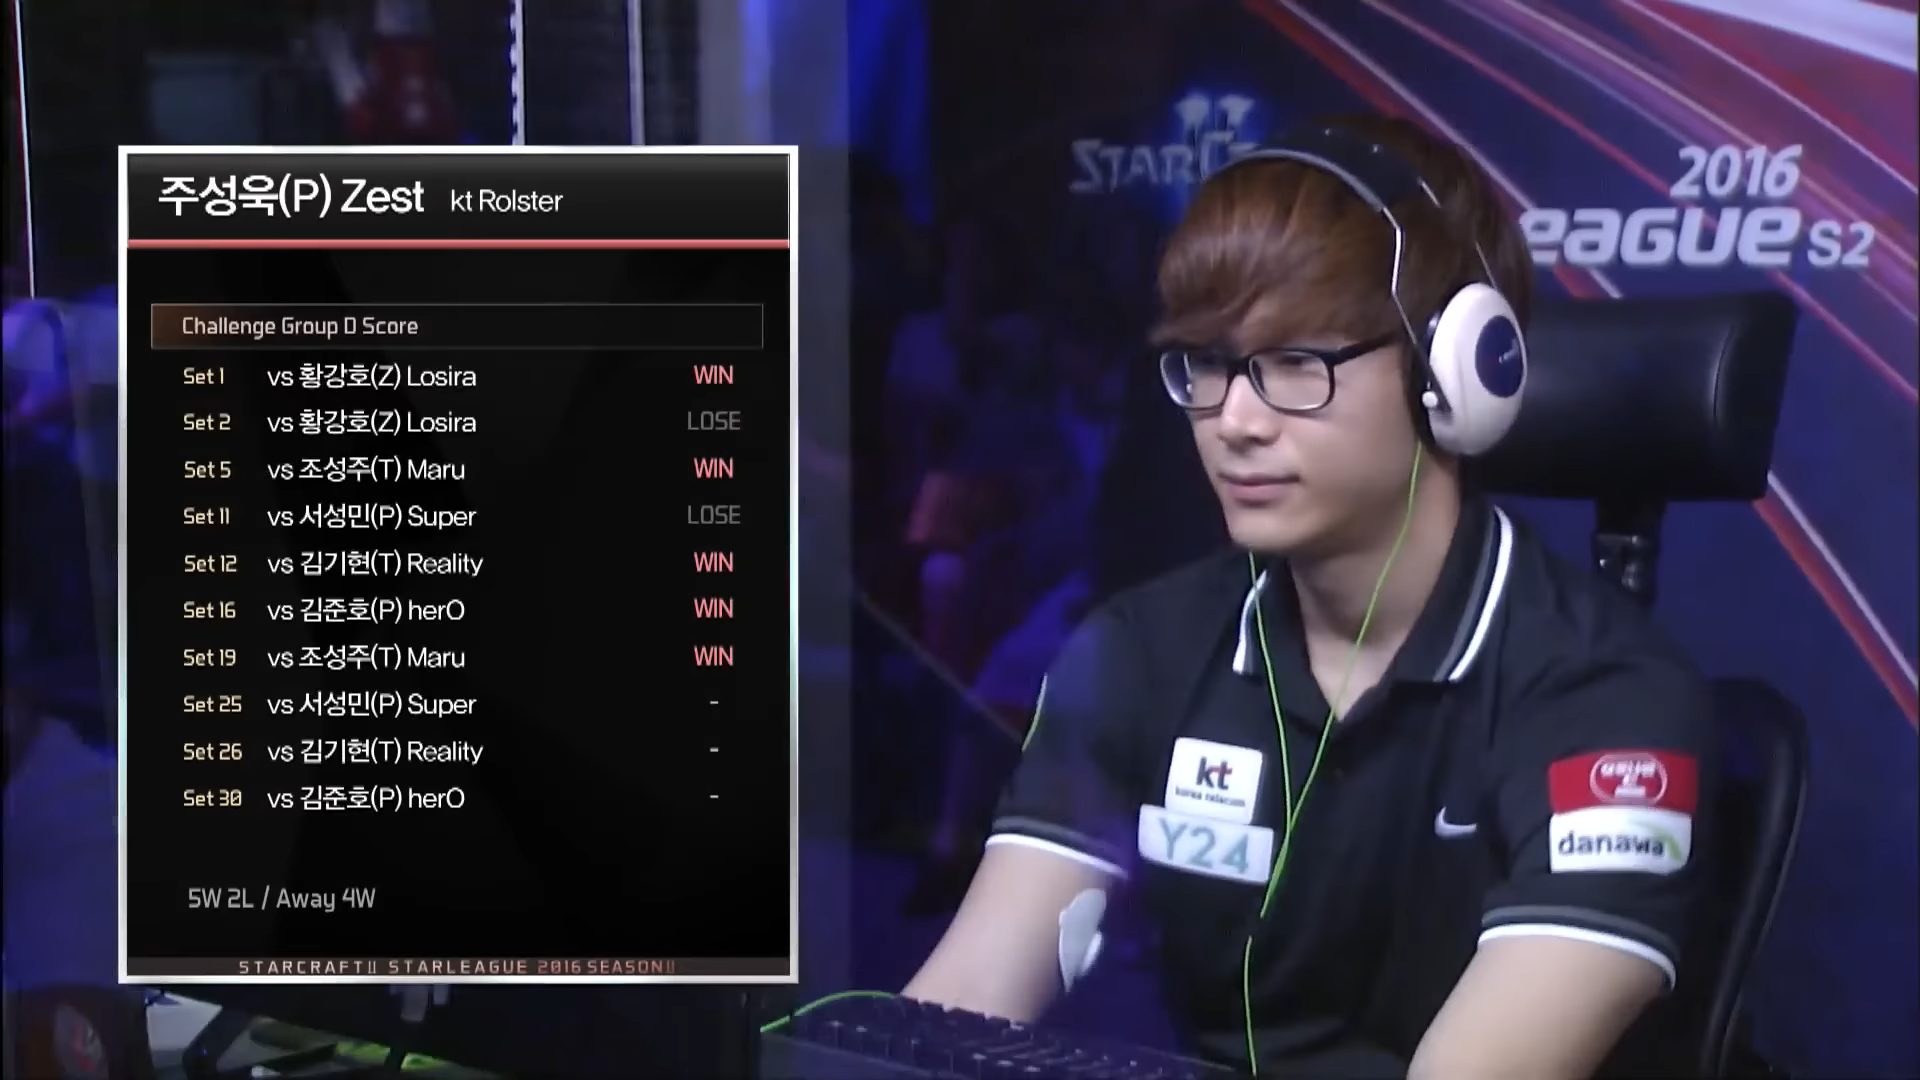 주성욱(P) Zest kt Rolster
Challenge Group D Score
Set 1 vs 황강호(Z) Losira WIN
Set 2 vs 황강호(Z) Losira LOSE
Set 5 vs 조성주(T) Maru WIN
Set 11 vs 서성민(P) Super LOSE
Set 12 vs 김기현(T) Reality WIN
Set 16 vs 김준호(P) herO WIN
Set 19 vs 조성주(T) Maru WIN
Set 25 vs 서성민(P) Super -
Set 26 vs 김기현(T) Reality -
Set 30 vs 김준호(P) herO -
5W 2L / Away 4W
STARCRAFT II STARLEAGUE 2016 SEASON II
STARC
2016
eaGUe S2
kt
korea telecom
Y24
danawa